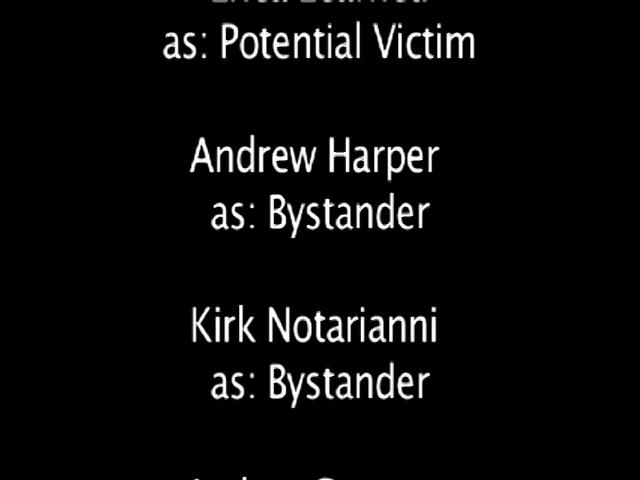 as: Potential Victim
Andrew Harper
as: Bystander
Kirk Notarianni
as: Bystander